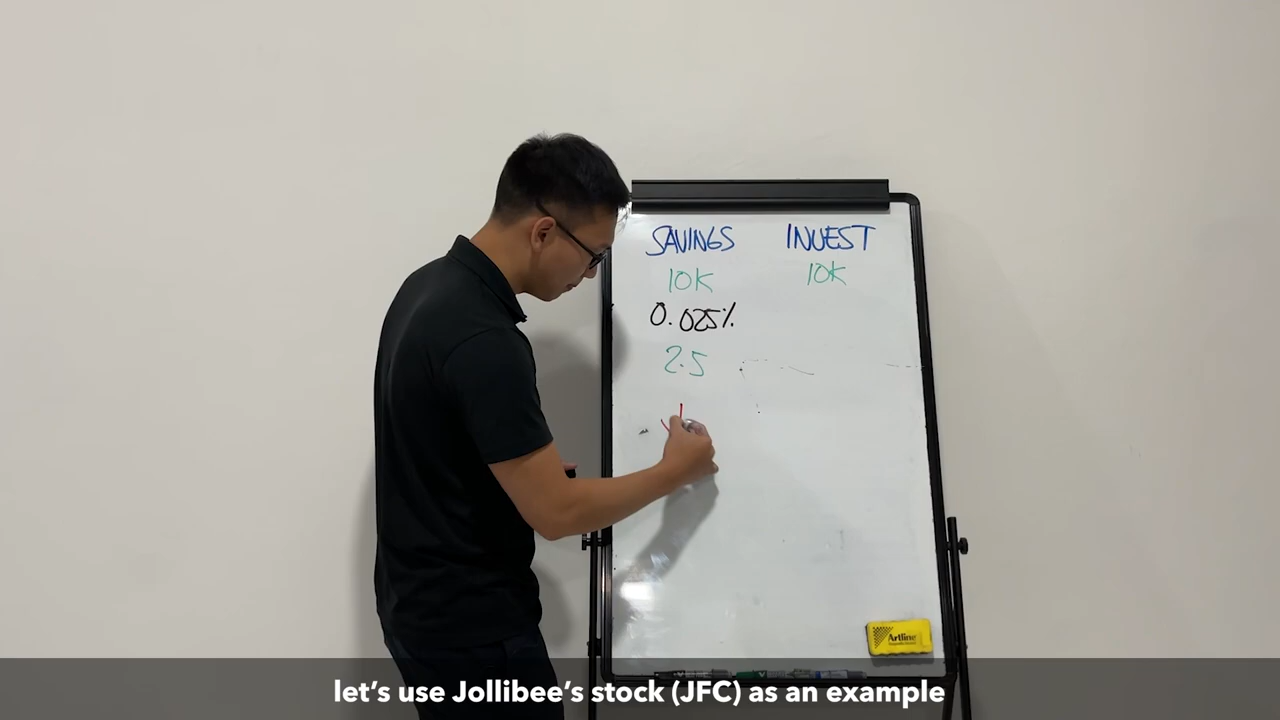 SAVINGS INVEST
10K 10K
0.025%
2.5
Artline
let's use Jollibee's stock (JFC) as an example